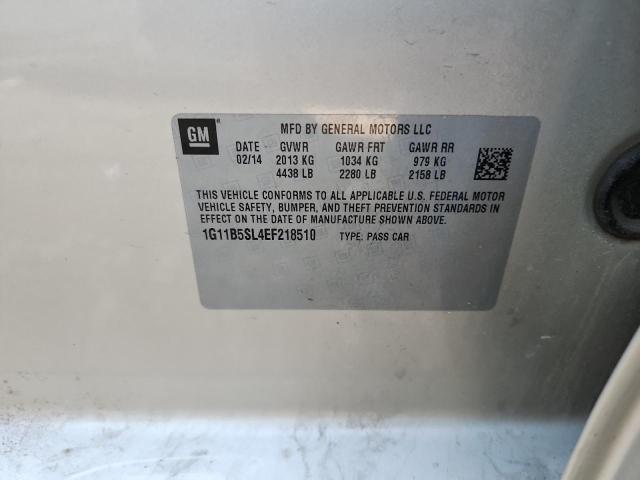 GM
MFD BY GENERAL MOTORS LLC
DATE GVWR GAWR FRT GAWR RR
02/14 2013 KG 1034 KG 979 KG
4438 LB 2280 LB 2158 LB
THIS VEHICLE CONFORMS TO ALL APPLICABLE U.S. FEDERAL MOTOR
VEHICLE SAFETY, BUMPER, AND THEFT PREVENTION STANDARDS IN
EFFECT ON THE DATE OF MANUFACTURE SHOWN ABOVE.
1G11B5SL4EF218510 TYPE: PASS CAR